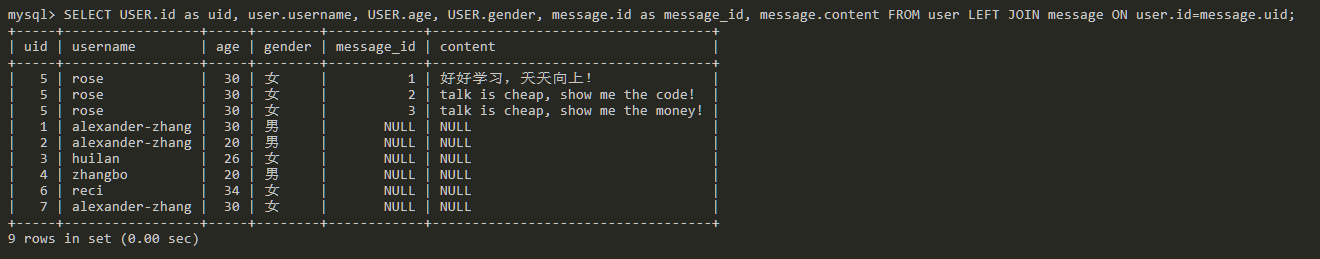 mysql> SELECT USER.id as uid, user.username, USER.age, USER.gender, message.id as message_id, message.content FROM user LEFT JOIN message ON user.id=message.uid;
+-----+-----------------+-----+--------+------------+----------------------------------+
| uid | username        | age | gender | message_id | content                          |
+-----+-----------------+-----+--------+------------+----------------------------------+
|   5 | rose            |  30 | 女     |          1 | 好好学习，天天向上！             |
|   5 | rose            |  30 | 女     |          2 | talk is cheap, show me the code! |
|   5 | rose            |  30 | 女     |          3 | talk is cheap, show me the money! |
|   1 | alexander-zhang |  30 | 男     |       NULL | NULL                             |
|   2 | alexander-zhang |  20 | 男     |       NULL | NULL                             |
|   3 | huilan          |  26 | 女     |       NULL | NULL                             |
|   4 | zhangbo         |  20 | 男     |       NULL | NULL                             |
|   6 | reci            |  34 | 女     |       NULL | NULL                             |
|   7 | alexander-zhang |  30 | 女     |       NULL | NULL                             |
+-----+-----------------+-----+--------+------------+----------------------------------+
9 rows in set (0.00 sec)